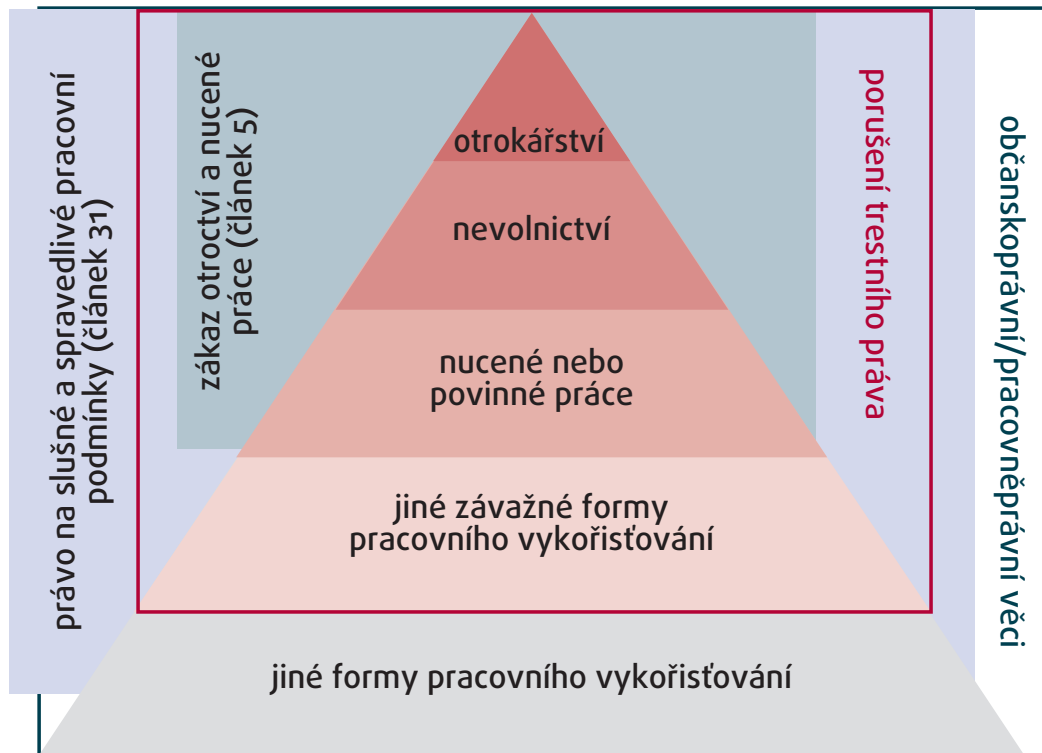 právo na slušné a spravedlivé pracovní
podmínky (článek 31)
zákaz otroctví a nucené
práce (článek 5)
otrokářství
nevolnictví
nucené nebo
povinné práce
jiné závažné formy
pracovního vykořisťování
jiné formy pracovního vykořisťování
porušení trestního práva
občanskoprávní/pracovněprávní věci